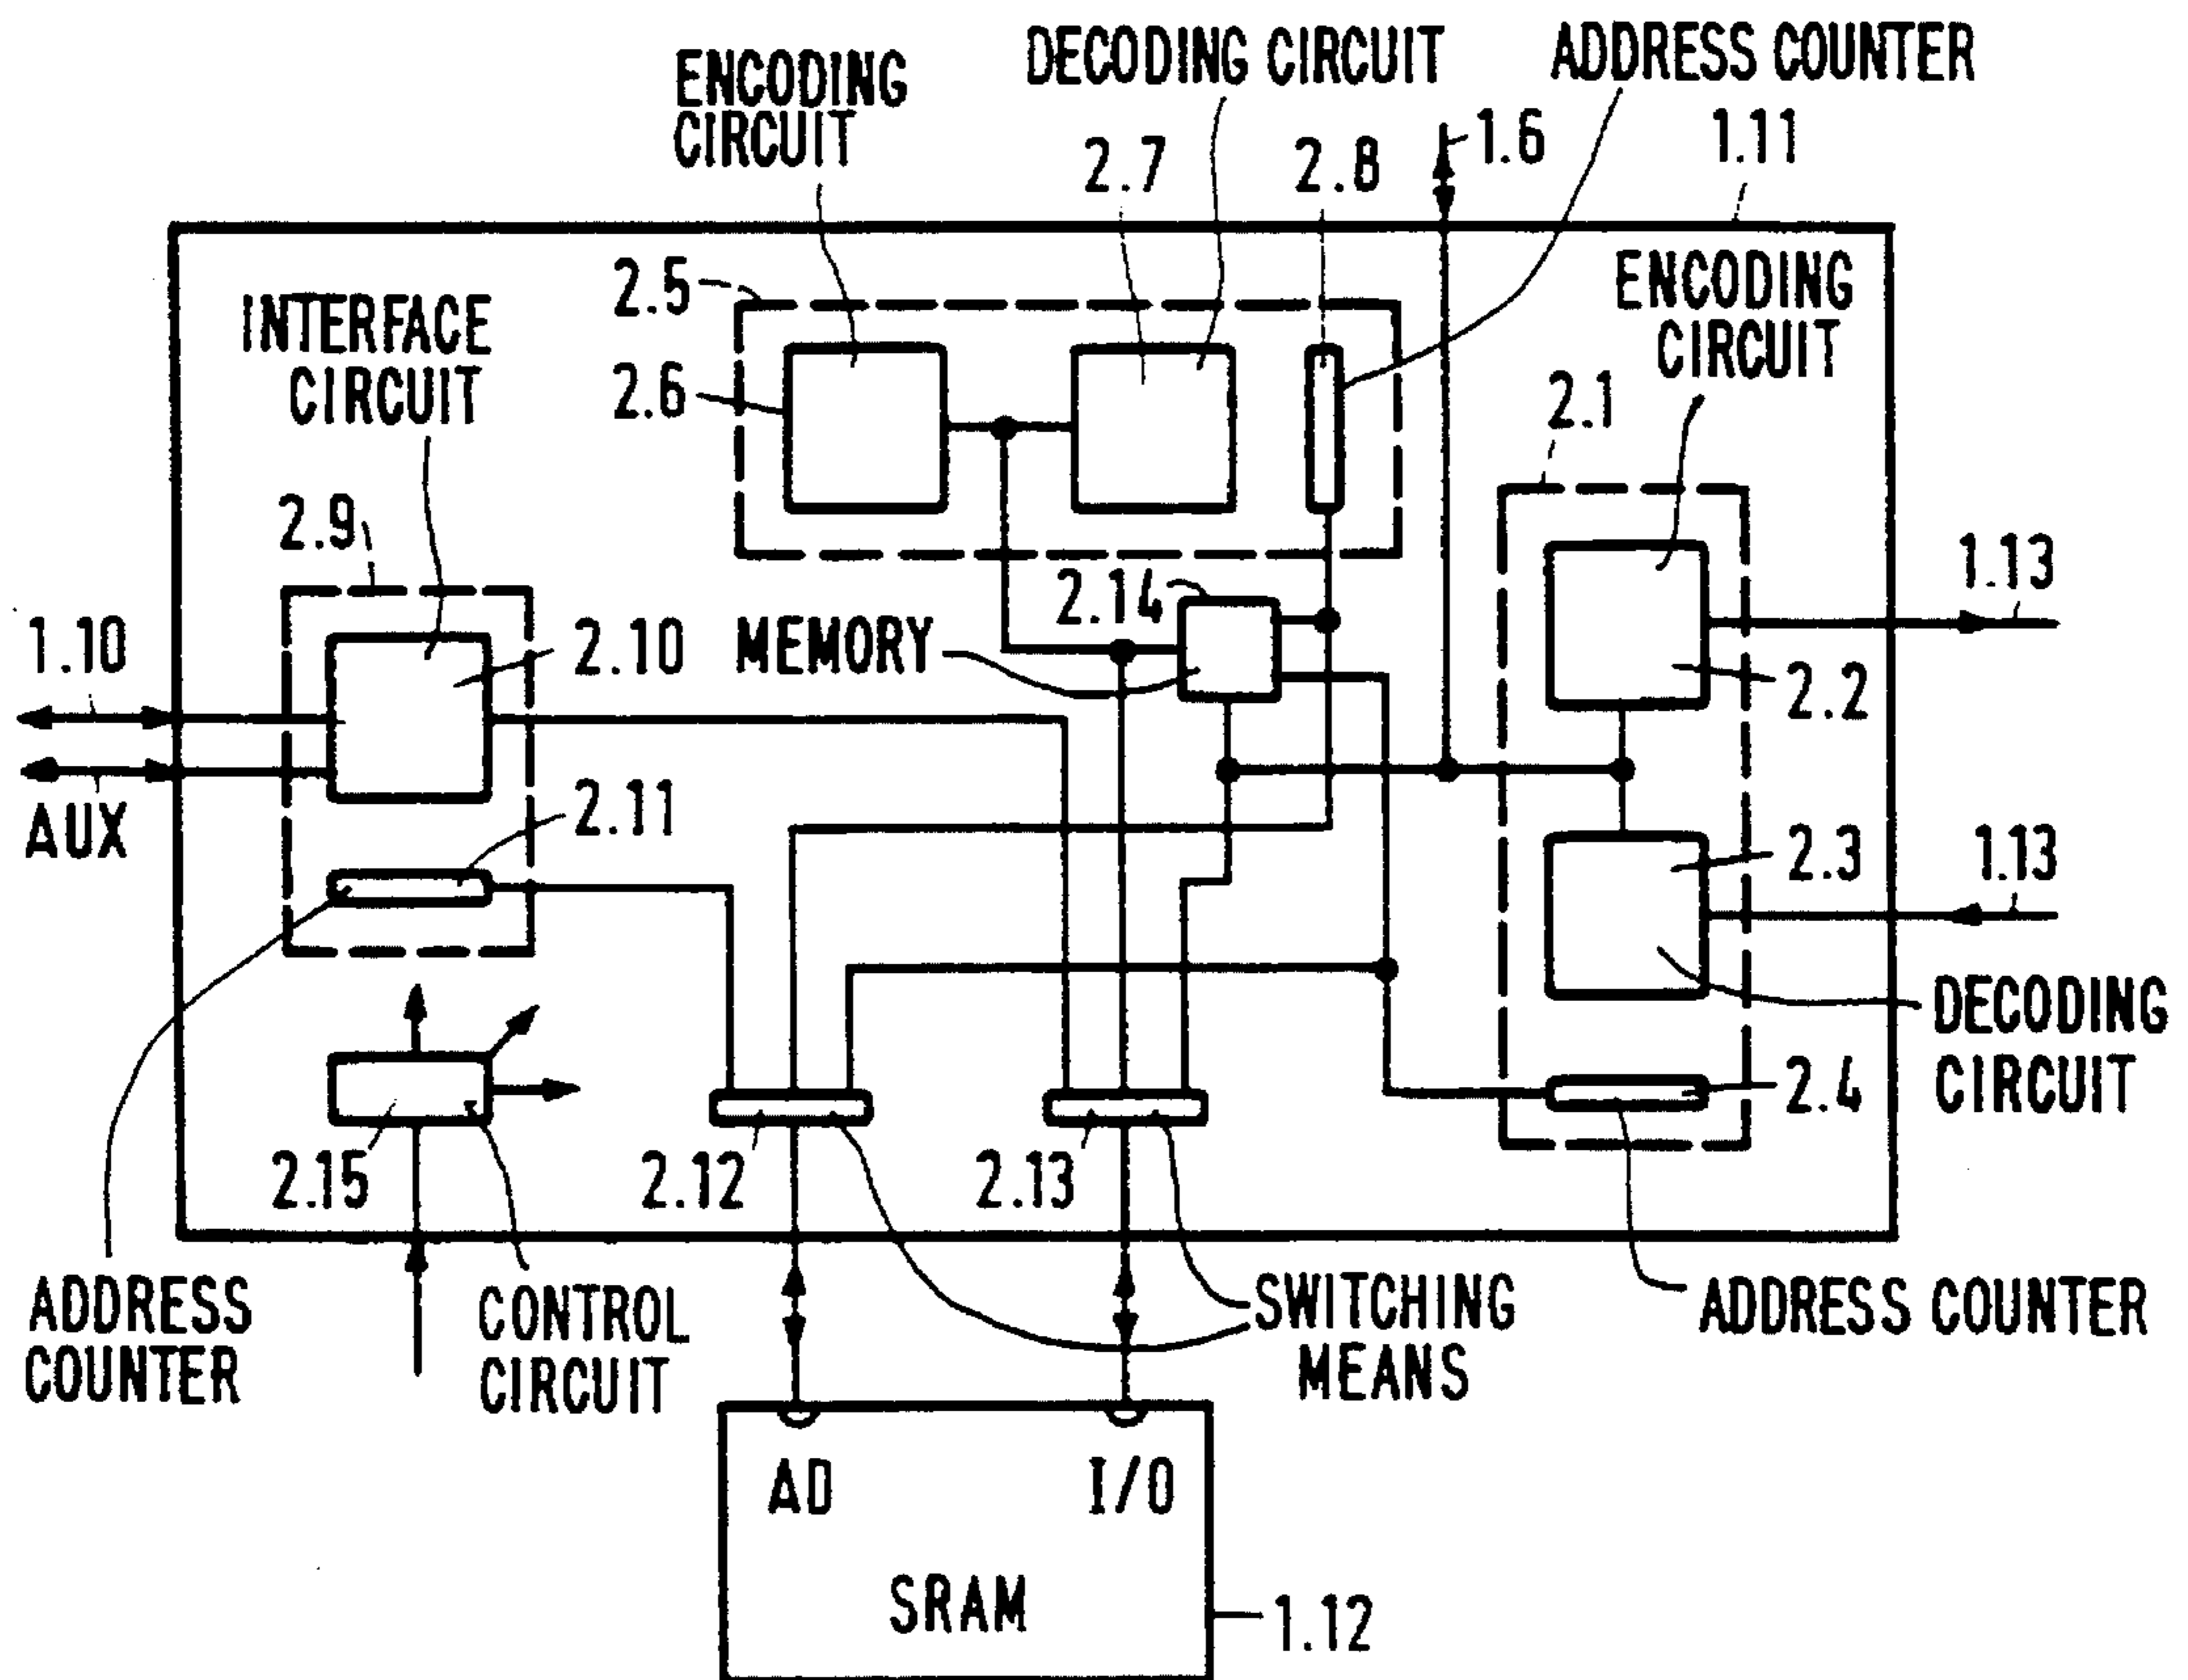 ENCODING
CIRCUIT
DECODING CIRCUIT
ADDRESS COUNTER
2.7
2.8
1.6
1.11
2.5
2.6
INTERFACE
CIRCUIT
ENCODING
CIRCUIT
2.1
2.9
1.10
2.10
MEMORY
2.14
1.13
2.2
AUX
2.11
2.3
1.13
DECODING
CIRCUIT
2.4
2.15
2.12
2.13
ADDRESS
COUNTER
CONTROL
CIRCUIT
SWITCHING
MEANS
ADDRESS COUNTER
AD
I/O
SRAM
1.12